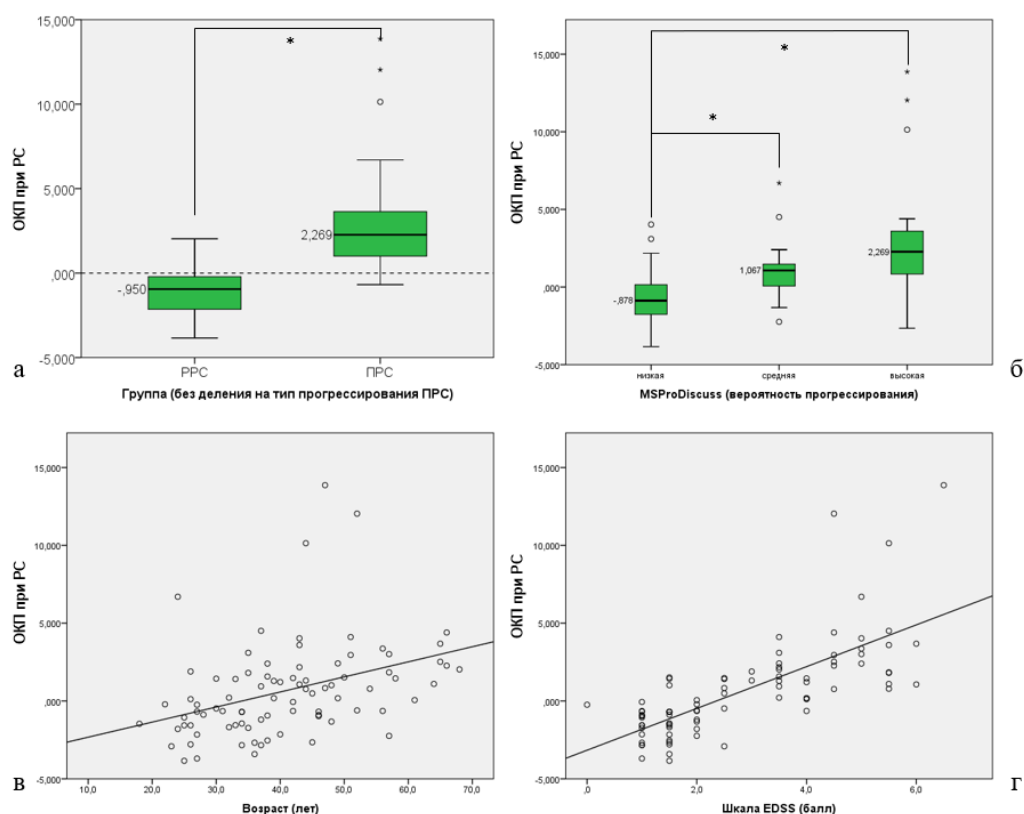 15,000
10,000
5,000
,000
-5,000
ОКП при РС
*
*
*
2,269
-,950
РРС
ПРС
Группа (без деления на тип прогрессирования ПРС)
а
15,000
10,000
5,000
,000
-5,000
ОКП при РС
*
*
*
*
*
-,878
1,067
2,269
низкая
средняя
высокая
MSProDiscuss (вероятность прогрессирования)
б
15,000
10,000
5,000
,000
-5,000
ОКП при РС
10,0
20,0
30,0
40,0
50,0
60,0
70,0
Возраст (лет)
в
15,000
10,000
5,000
,000
-5,000
ОКП при РС
,0
2,0
4,0
6,0
Шкала EDSS (балл)
г